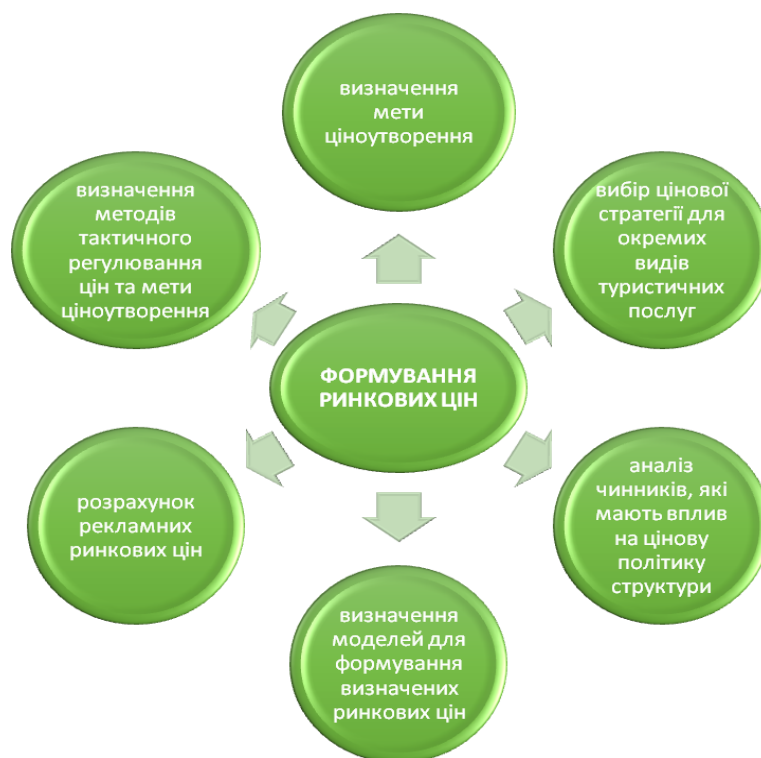 визначення
мети
ціноутворення
вибір цінової
стратегії для
окремих
видів
туристичних
послуг
аналіз
чинників, які
мають вплив
на цінову
політику
структури
визначення
моделей для
формування
визначених
ринкових цін
розрахунок
рекламних
ринкових цін
визначення
методів
тактичного
регулювання
цін та мети
ціноутворення
ФОРМУВАННЯ
РИНКОВИХ ЦІН